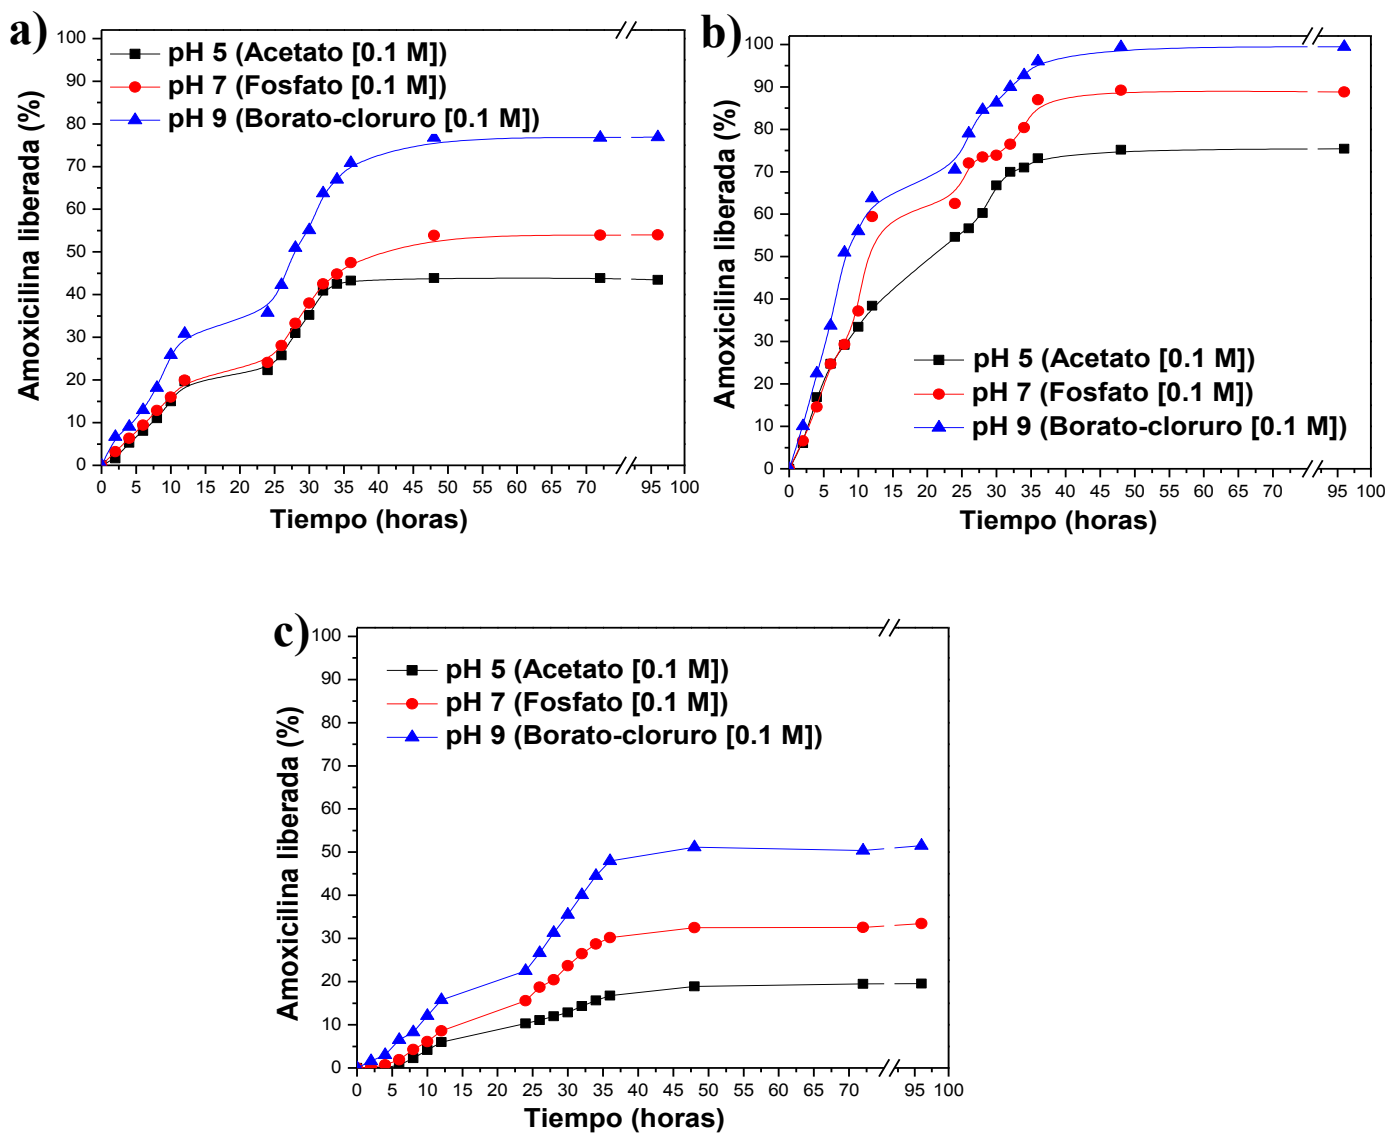 a)
pH 5 (Acetato [0.1 M])
pH 7 (Fosfato [0.1 M])
pH 9 (Borato-cloruro [0.1 M])
Amoxicilina liberada (%)
100
90
80
70
60
50
40
30
20
10
0
0 5 10 15 20 25 30 35 40 45 50 55 60 65 70 95 100
Tiempo (horas)
b)
Amoxicilina liberada (%)
100
90
80
70
60
50
40
30
20
10
0
pH 5 (Acetato [0.1 M])
pH 7 (Fosfato [0.1 M])
pH 9 (Borato-cloruro [0.1 M])
0 5 10 15 20 25 30 35 40 45 50 55 60 65 70 95 100
Tiempo (horas)
c)
pH 5 (Acetato [0.1 M])
pH 7 (Fosfato [0.1 M])
pH 9 (Borato-cloruro [0.1 M])
Amoxicilina liberada (%)
100
90
80
70
60
50
40
30
20
10
0
0 5 10 15 20 25 30 35 40 45 50 55 60 65 70 95 100
Tiempo (horas)